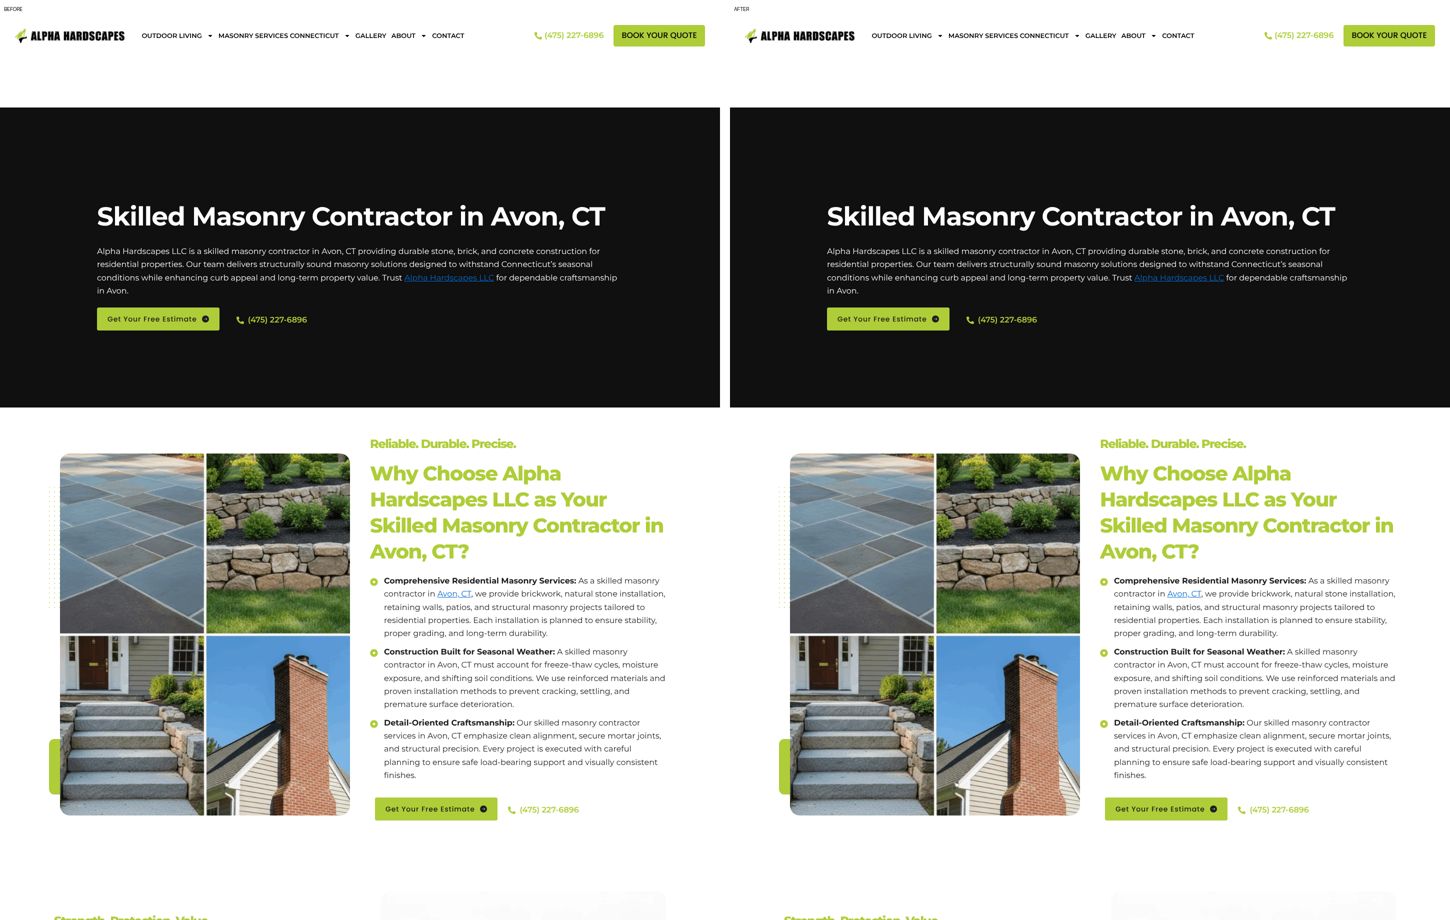 BEFORE
ALPHA HARDSCAPES
OUTDOOR LIVING MASONRY SERVICES CONNECTICUT GALLERY ABOUT CONTACT
(475) 227-6896
BOOK YOUR QUOTE
Skilled Masonry Contractor in Avon, CT
Alpha Hardscapes LLC is a skilled masonry contractor in Avon, CT providing durable stone, brick, and concrete construction for
residential properties. Our team delivers structurally sound masonry solutions designed to withstand Connecticut's seasonal
conditions while enhancing curb appeal and long-term property value. Trust Alpha Hardscapes LLC for dependable craftsmanship
in Avon.
Get Your Free Estimate
(475) 227-6896
Reliable. Durable. Precise.
Why Choose Alpha
Hardscapes LLC as Your
Skilled Masonry Contractor in
Avon, CT?
Comprehensive Residential Masonry Services: As a skilled masonry
contractor in Avon, CT, we provide brickwork, natural stone installation,
retaining walls, patios, and structural masonry projects tailored to
residential properties. Each installation is planned to ensure stability,
proper grading, and long-term durability.
Construction Built for Seasonal Weather: A skilled masonry
contractor in Avon, CT must account for freeze-thaw cycles, moisture
exposure, and shifting soil conditions. We use reinforced materials and
proven installation methods to prevent cracking, settling, and
premature surface deterioration.
Detail-Oriented Craftsmanship: Our skilled masonry contractor
services in Avon, CT emphasize clean alignment, secure mortar joints,
and structural precision. Every project is executed with careful
planning to ensure safe load-bearing support and visually consistent
finishes.
Get Your Free Estimate
(475) 227-6896
Strength. Protection. Value.
AFTER
ALPHA HARDSCAPES
OUTDOOR LIVING MASONRY SERVICES CONNECTICUT GALLERY ABOUT CONTACT
(475) 227-6896
BOOK YOUR QUOTE
Skilled Masonry Contractor in Avon, CT
Alpha Hardscapes LLC is a skilled masonry contractor in Avon, CT providing durable stone, brick, and concrete construction for
residential properties. Our team delivers structurally sound masonry solutions designed to withstand Connecticut's seasonal
conditions while enhancing curb appeal and long-term property value. Trust Alpha Hardscapes LLC for dependable craftsmanship
in Avon.
Get Your Free Estimate
(475) 227-6896
Reliable. Durable. Precise.
Why Choose Alpha
Hardscapes LLC as Your
Skilled Masonry Contractor in
Avon, CT?
Comprehensive Residential Masonry Services: As a skilled masonry
contractor in Avon, CT, we provide brickwork, natural stone installation,
retaining walls, patios, and structural masonry projects tailored to
residential properties. Each installation is planned to ensure stability,
proper grading, and long-term durability.
Construction Built for Seasonal Weather: A skilled masonry
contractor in Avon, CT must account for freeze-thaw cycles, moisture
exposure, and shifting soil conditions. We use reinforced materials and
proven installation methods to prevent cracking, settling, and
premature surface deterioration.
Detail-Oriented Craftsmanship: Our skilled masonry contractor
services in Avon, CT emphasize clean alignment, secure mortar joints,
and structural precision. Every project is executed with careful
planning to ensure safe load-bearing support and visually consistent
finishes.
Get Your Free Estimate
(475) 227-6896
Strength. Protection. Value.